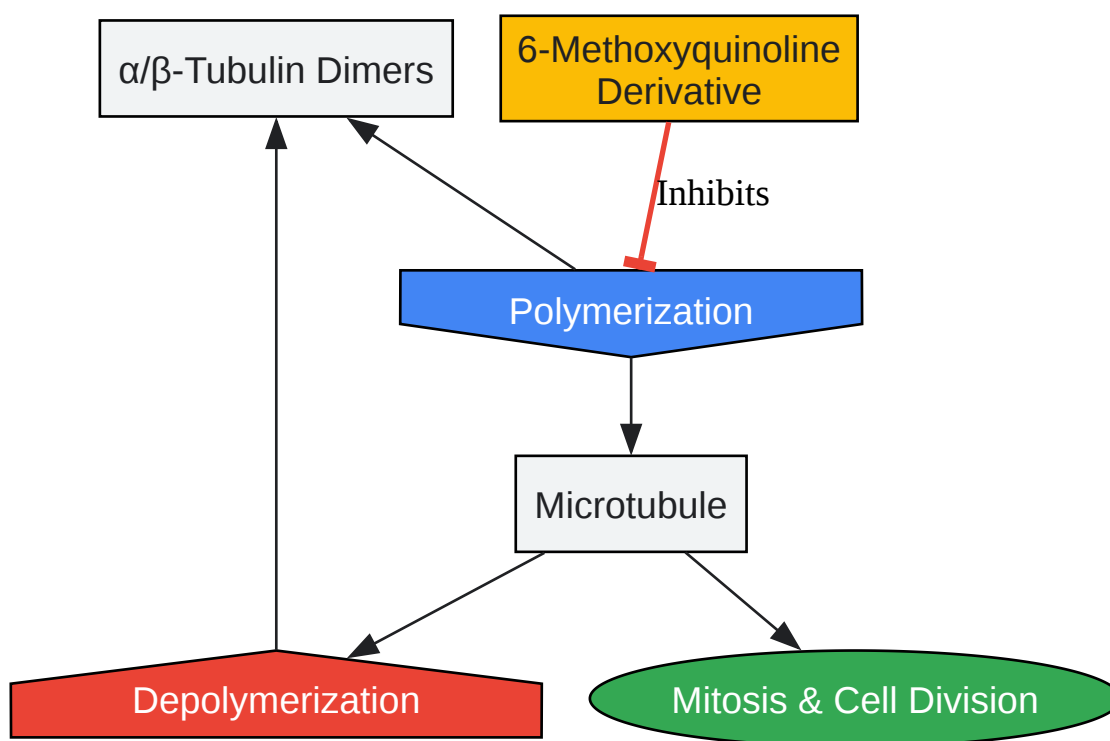 α/β-Tubulin Dimers
6-Methoxyquinoline
Derivative
Inhibits
Polymerization
Microtubule
Depolymerization
Mitosis & Cell Division